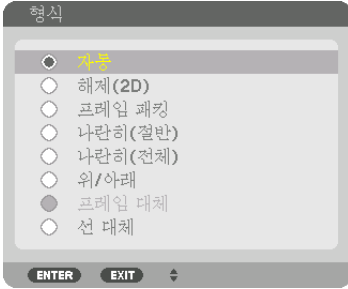 형식
자동
해제(2D)
프레임 패킹
나란히(절반)
나란히(전체)
위/아래
프레임 대체
선 대체
ENTER EXIT